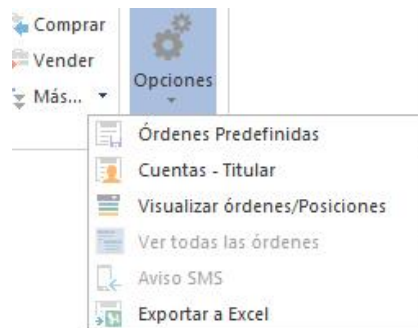 Comprar
Vender
Más...
Opciones
Órdenes Predefinidas
Cuentas - Titular
Visualizar órdenes/Posiciones
Ver todas las órdenes
Aviso SMS
Exportar a Excel